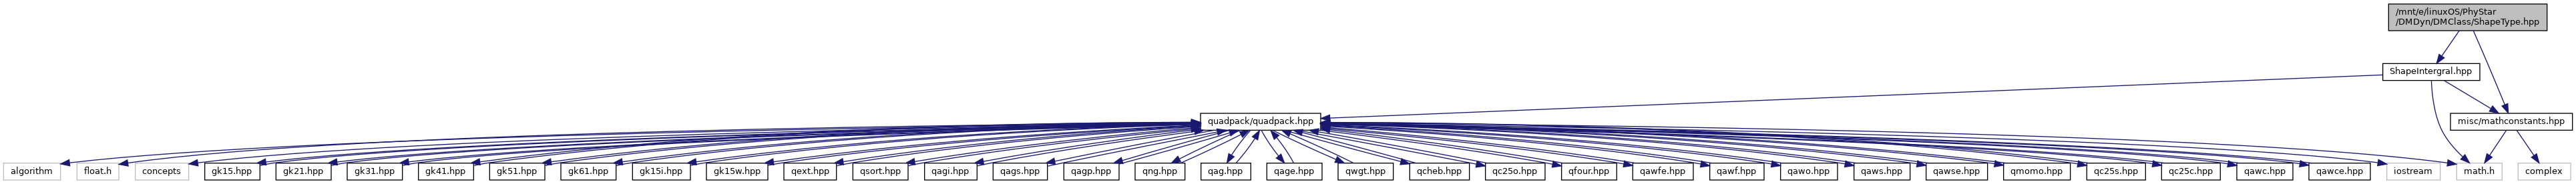 /mnt/e/linuxOS/PhyStar
/DMDyn/DMClass/ShapeType.hpp
ShapeIntergral.hpp
quadpack/quadpack.hpp
misc/mathconstants.hpp
algorithm
float.h
concepts
gk15.hpp
gk21.hpp
gk31.hpp
gk41.hpp
gk51.hpp
gk61.hpp
gk15i.hpp
gk15w.hpp
qext.hpp
qsort.hpp
qagi.hpp
qags.hpp
qagp.hpp
qng.hpp
qag.hpp
qage.hpp
qwgt.hpp
qcheb.hpp
qc25o.hpp
qfour.hpp
qawfe.hpp
qawf.hpp
qawo.hpp
qaws.hpp
qawse.hpp
qmomo.hpp
qc25s.hpp
qc25c.hpp
qawc.hpp
qawce.hpp
iostream
math.h
complex